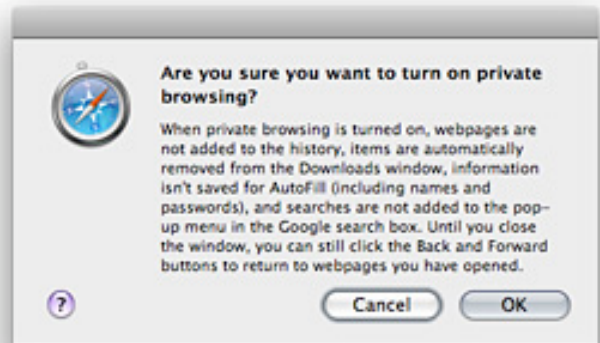 Are you sure you want to turn on private
browsing?
When private browsing is turned on, webpages are
not added to the history, items are automatically
removed from the Downloads window, information
isn't saved for AutoFill (including names and
passwords), and searches are not added to the pop-
up menu in the Google search box. Until you close
the window, you can still click the Back and Forward
buttons to return to webpages you have opened.
? Cancel OK